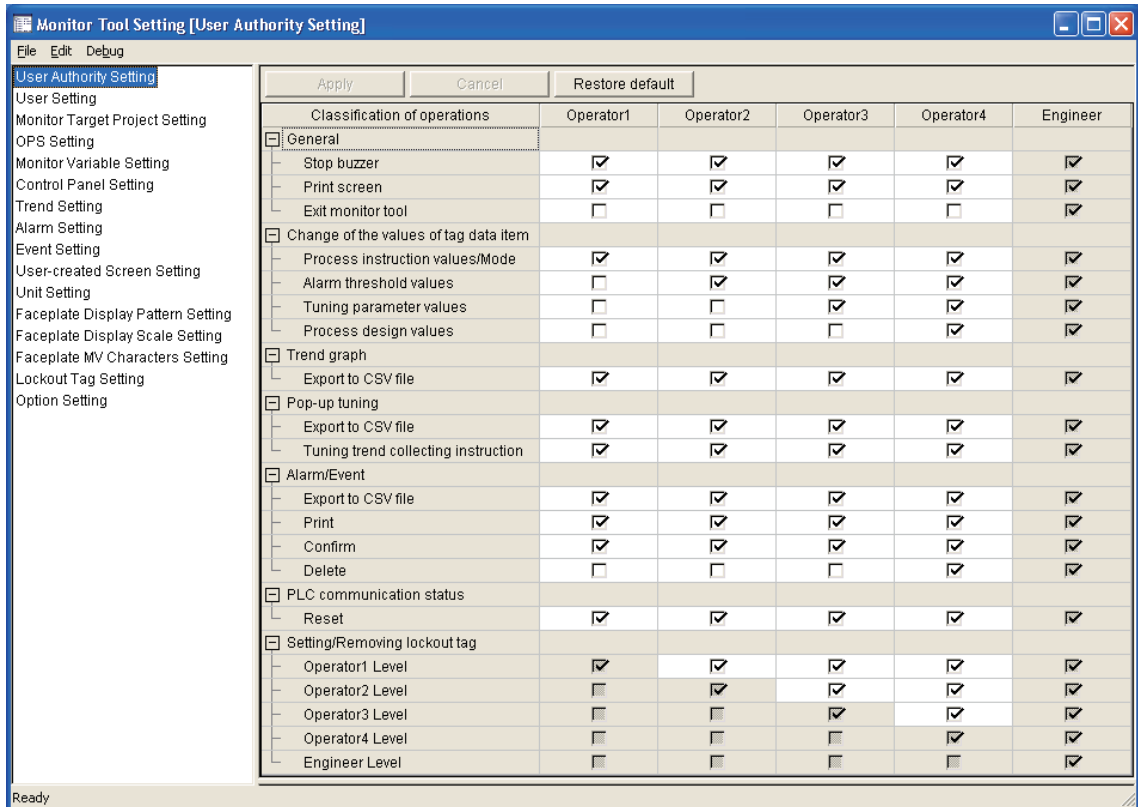 Monitor Tool Setting [User Authority Setting]
File Edit Debug
User Authority Setting
User Setting
Monitor Target Project Setting
OPS Setting
Monitor Variable Setting
Control Panel Setting
Trend Setting
Alarm Setting
Event Setting
User-created Screen Setting
Unit Setting
Faceplate Display Pattern Setting
Faceplate Display Scale Setting
Faceplate MV Characters Setting
Lockout Tag Setting
Option Setting
Apply Cancel Restore default
Classification of operations Operator1 Operator2 Operator3 Operator4 Engineer
General
Stop buzzer
Print screen
Exit monitor tool
Change of the values of tag data item
Process instruction values/Mode
Alarm threshold values
Tuning parameter values
Process design values
Trend graph
Export to CSV file
Pop-up tuning
Export to CSV file
Tuning trend collecting instruction
Alarm/Event
Export to CSV file
Print
Confirm
Delete
PLC communication status
Reset
Setting/Removing lockout tag
Operator1 Level
Operator2 Level
Operator3 Level
Operator4 Level
Engineer Level
Ready